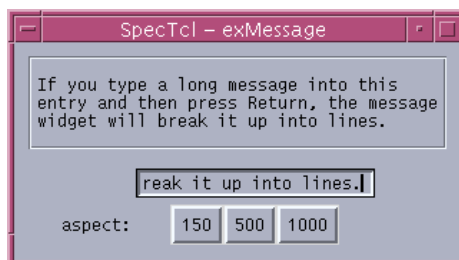 SpecTcl – exMessage
If you type a long message into this
entry and then press Return, the message
widget will break it up into lines.
reak it up into lines.
aspect: 150 500 1000